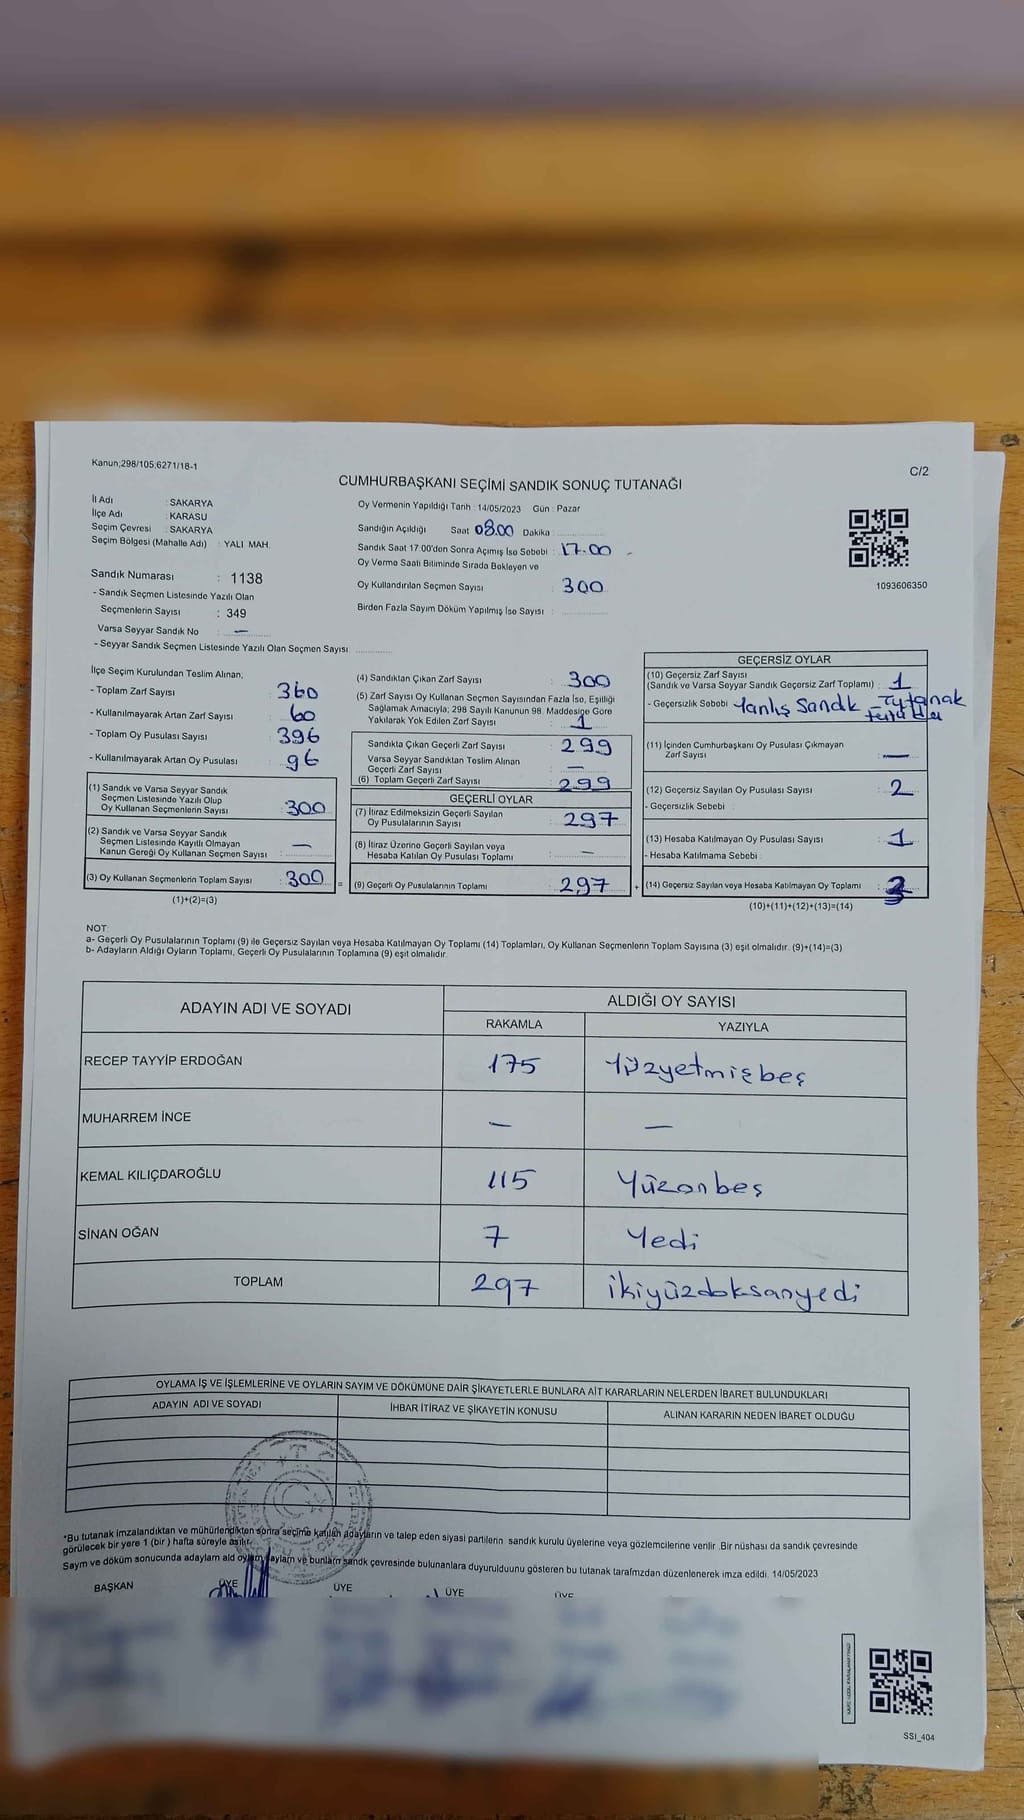 Kanun;298/105;6271/18-1
C/2
CUMHURBAŞKANI SEÇİMİ SANDIK SONUÇ TUTANAĞI
İl Adı : SAKARYA
İlçe Adı : KARASU
Seçim Çevresi : SAKARYA
Seçim Bölgesi (Mahalle Adı) : YALI MAH.
Sandık Numarası : 1138
- Sandık Seçmen Listesinde Yazılı Olan
Seçmenlerin Sayısı : 349
Varsa Seyyar Sandık No : —
- Seyyar Sandık Seçmen Listesinde Yazılı Olan Seçmen Sayısı
Oy Vermenin Yapıldığı Tarih : 14/05/2023 Gün : Pazar
Sandığın Açıldığı Saat 08.00 Dakika
Sandık Saat 17.00'den Sonra Açımış İse Sebebi : 17.00
Oy Verme Saati Bitiminde Sırada Bekleyen ve
Oy Kullandırılan Seçmen Sayısı : 300
Birden Fazla Sayım Döküm Yapılmış İse Sayısı :
1093606350
İlçe Seçim Kurulundan Teslim Alınan;
- Toplam Zarf Sayısı 360
- Kullanılmayarak Artan Zarf Sayısı : 60
- Toplam Oy Pusulası Sayısı 396
- Kullanılmayarak Artan Oy Pusulası : 96
(1) Sandık ve Varsa Seyyar Sandık
Seçmen Listesinde Yazılı Olup
Oy Kullanan Seçmenlerin Sayısı : 300
(2) Sandık ve Varsa Seyyar Sandık
Seçmen Listesinde Kayıtlı Olmayan
Kanun Gereği Oy Kullanan Seçmen Sayısı : —
(3) Oy Kullanan Seçmenlerin Toplam Sayısı : 300
(1)+(2)=(3)
(4) Sandıktan Çıkan Zarf Sayısı : 300
(5) Zarf Sayısı Oy Kullanan Seçmen Sayısından Fazla İse, Eşitliği
Sağlamak Amacıyla; 298 Sayılı Kanunun 98. Maddesine Göre
Yakılarak Yok Edilen Zarf Sayısı : 1
Sandıkta Çıkan Geçerli Zarf Sayısı : 299
Varsa Seyyar Sandıktan Teslim Alınan
Geçerli Zarf Sayısı : —
(6) Toplam Geçerli Zarf Sayısı : 299
GEÇERLİ OYLAR
(7) İtiraz Edilmeksizin Geçerli Sayılan
Oy Pusulalarının Sayısı : 297
(8) İtiraz Üzerine Geçerli Sayılan veya
Hesaba Katılan Oy Pusulası Toplamı : —
= (9) Geçerli Oy Pusulalarının Toplamı : 297 +
GEÇERSİZ OYLAR
(10) Geçersiz Zarf Sayısı
(Sandık ve Varsa Seyyar Sandık Geçersiz Zarf Toplamı) : 1
- Geçersizlik Sebebi : Yanlış Sandık - Tutanak
tutuldu
(11) İçinden Cumhurbaşkanı Oy Pusulası Çıkmayan
Zarf Sayısı : —
(12) Geçersiz Sayılan Oy Pusulası Sayısı : 2
- Geçersizlik Sebebi :
(13) Hesaba Katılmayan Oy Pusulası Sayısı : 1
- Hesaba Katılmama Sebebi :
(14) Geçersiz Sayılan veya Hesaba Katılmayan Oy Toplamı : 3
(10)+(11)+(12)+(13)=(14)
NOT:
a- Geçerli Oy Pusulalarının Toplamı (9) ile Geçersiz Sayılan veya Hesaba Katılmayan Oy Toplamı (14) Toplamları, Oy Kullanan Seçmenlerin Toplam Sayısına (3) eşit olmalıdır. (9)+(14)=(3)
b- Adayların Aldığı Oyların Toplamı, Geçerli Oy Pusulalarının Toplamına (9) eşit olmalıdır.
ADAYIN ADI VE SOYADI ALDIĞI OY SAYISI
RAKAMLA YAZIYLA
RECEP TAYYİP ERDOĞAN 175 Yüzyetmişbeş
MUHARREM İNCE — —
KEMAL KILIÇDAROĞLU 115 Yüzonbeş
SİNAN OĞAN 7 Yedi
TOPLAM 297 ikiyüzdoksanyedi
OYLAMA İŞ VE İŞLEMLERİNE VE OYLARIN SAYIM VE DÖKÜMÜNE DAİR ŞİKAYETLERLE BUNLARA AİT KARARLARIN NELERDEN İBARET BULUNDUKLARI
ADAYIN ADI VE SOYADI İHBAR İTİRAZ VE ŞİKAYETİN KONUSU ALINAN KARARIN NEDEN İBARET OLDUĞU
*Bu tutanak imzalandıktan ve mühürlendikten sonra seçime katılan adayların ve talep eden siyasi partilerin sandık kurulu üyelerine veya gözlemcilerine verilir .Bir nüshası da sandık çevresinde
görülecek bir yere 1 (bir ) hafta süreyle asılır.
Sayım ve döküm sonucunda adayların ald oyların sayların ve bunların sandk çevresinde bulunanlara duyurulduunu gösteren bu tutanak tarafmzdan düzenlenerek imza edildi. 14/05/2023
BAŞKAN ÜYE ÜYE ÜYE ÜYE
SSI_404